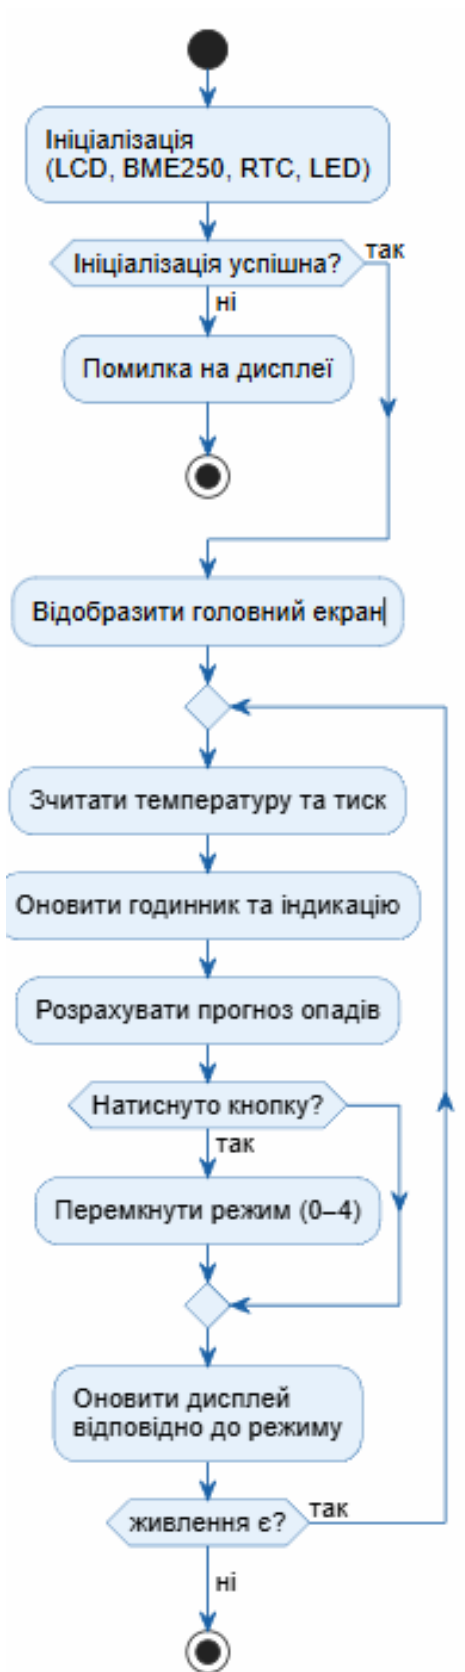 Ініціалізація
(LCD, BME250, RTC, LED)
Ініціалізація успішна?
так
ні
Помилка на дисплеї
Відобразити головний екран
Зчитати температуру та тиск
Оновити годинник та індикацію
Розрахувати прогноз опадів
Натиснуто кнопку?
так
Перемкнути режим (0–4)
Оновити дисплей
відповідно до режиму
живлення є?
так
ні